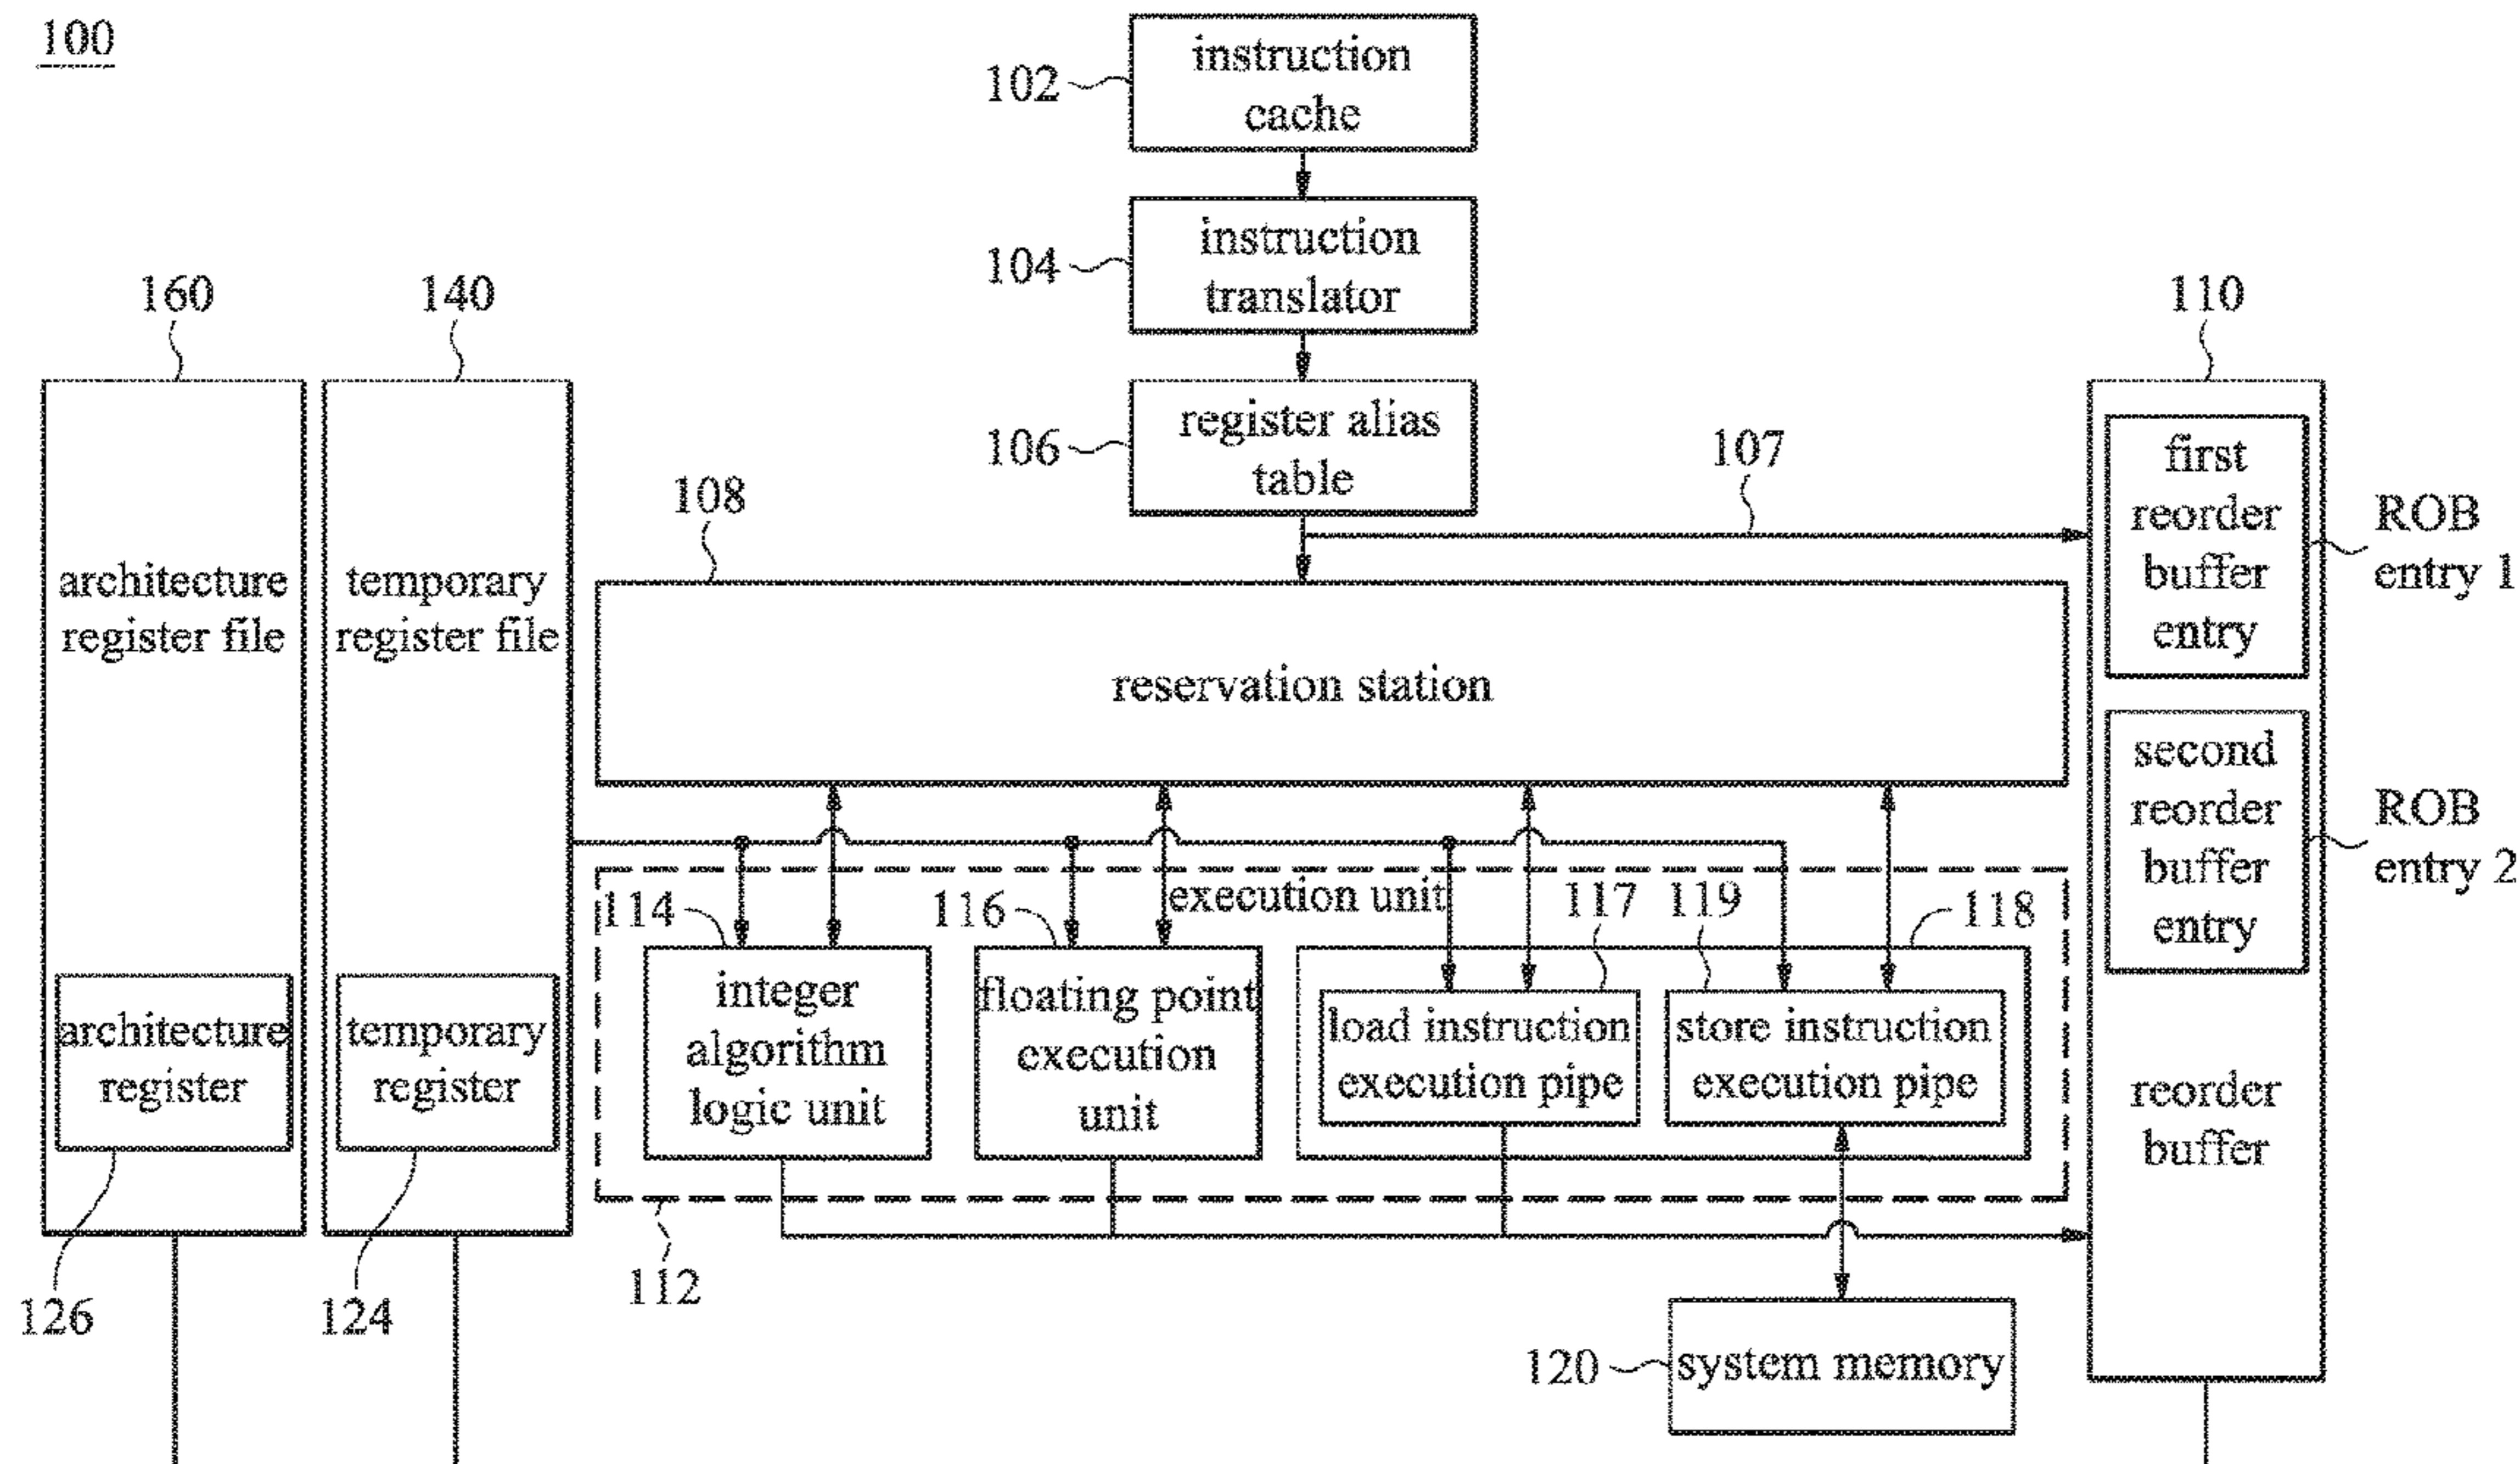 100
instruction
cache
102
instruction
translator
104
160
140
110
register alias
table
106
107
108
first
reorder
buffer
entry
ROB
entry 1
architecture
register file
temporary
register file
reservation station
second
reorder
buffer
entry
ROB
entry 2
execution unit
114
116
117
119
118
integer
algorithm
logic unit
floating point
execution
unit
load instruction
execution pipe
store instruction
execution pipe
architecture
register
temporary
register
reorder
buffer
126
124
112
120
system memory